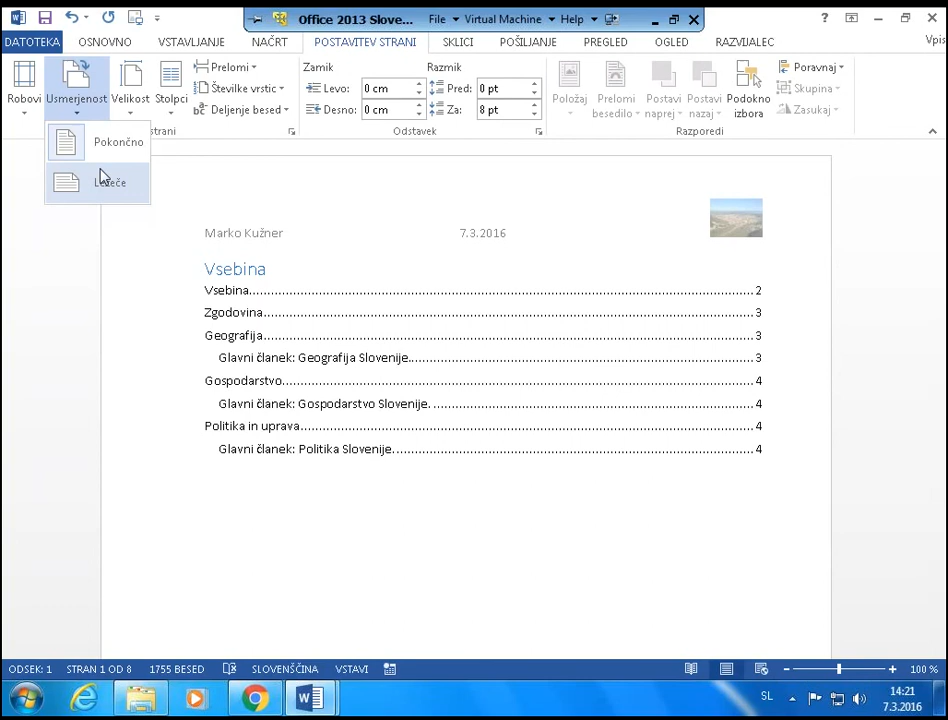 Office 2013 Slove... File Virtual Machine Help
DATOTEKA OSNOVNO VSTAVLJANJE NAČRT POSTAVITEV STRANI SKLICI POŠILJANJE PREGLED OGLED RAZVIJALEC Vpis
Robovi Usmerjenost Velikost Stolpci
Prelomi
Številke vrstic
Deljenje besed
Zamik Razmik
Levo: 0 cm Pred: 0 pt
Desno: 0 cm Za: 8 pt
Položaj Prelomi besedilo Postavi naprej Postavi nazaj Podokno izbora
Poravnaj
Skupina
Zasukaj
strani Odstavek Razporedi
Pokončno
Ležeče
Marko Kužner 7.3.2016
Vsebina
Vsebina 2
Zgodovina 3
Geografija 3
Glavni članek: Geografija Slovenije. 3
Gospodarstvo 4
Glavni članek: Gospodarstvo Slovenije. 4
Politika in uprava 4
Glavni članek: Politika Slovenije. 4
ODSEK: 1 STRAN 1 OD 8 1755 BESED SLOVENŠČINA VSTAVI 100 %
SL 14:21
7.3.2016